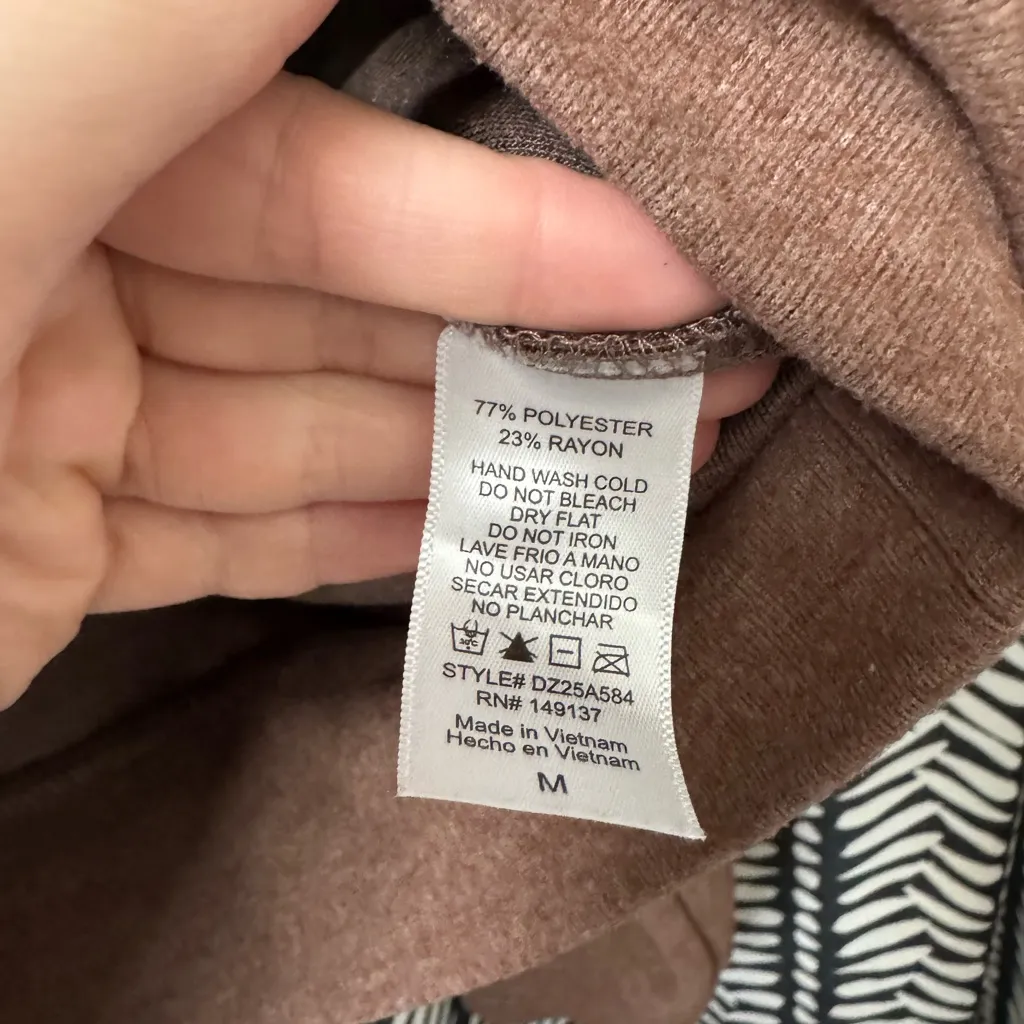 77% POLYESTER
23% RAYON
HAND WASH COLD
DO NOT BLEACH
DRY FLAT
DO NOT IRON
LAVE FRIO A MANO
NO USAR CLORO
SECAR EXTENDIDO
NO PLANCHAR
30°C
STYLE# DZ25A584
RN# 149137
Made in Vietnam
Hecho en Vietnam
M